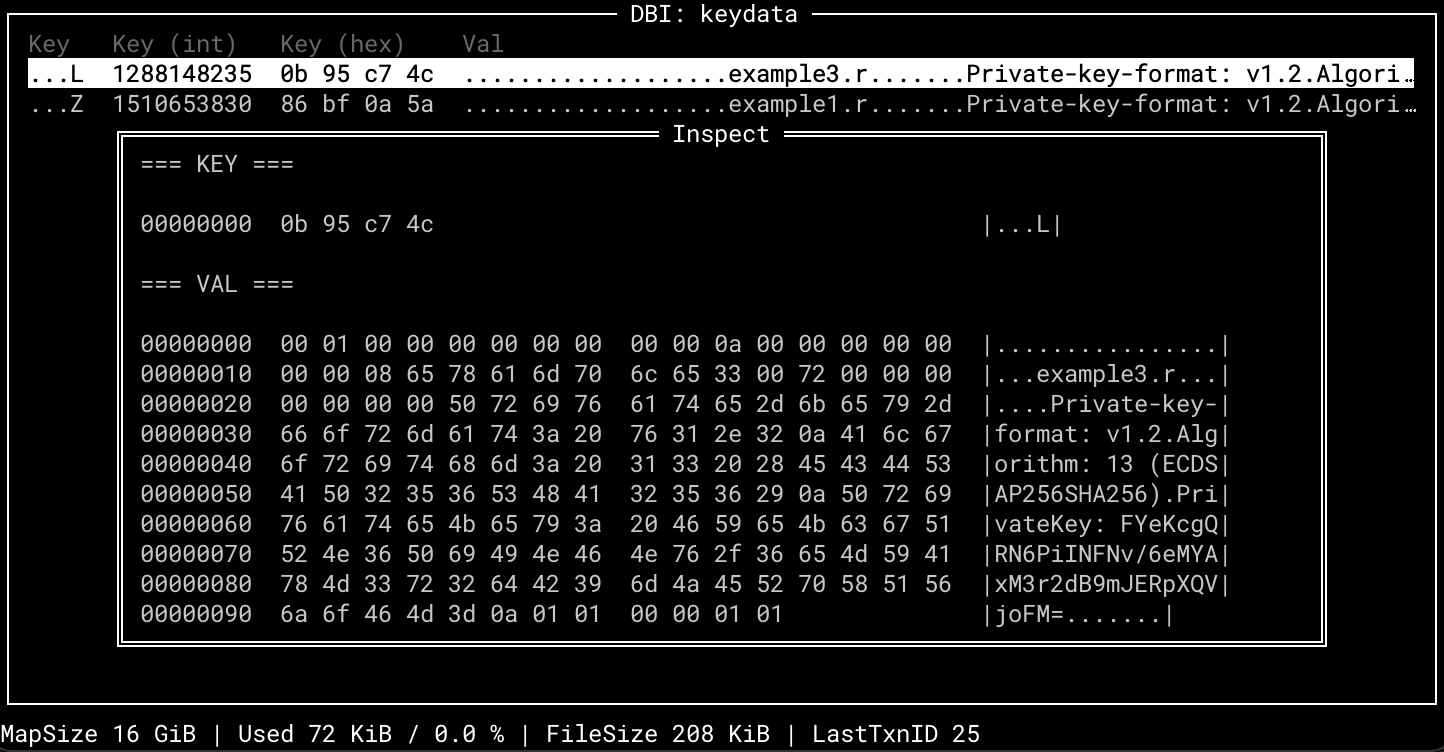 DBI: keydata
Key Key (int) Key (hex) Val
...L 1288148235 0b 95 c7 4c ...................example3.r.......Private-key-format: v1.2.Algori…
...Z 1510653830 86 bf 0a 5a ...................example1.r.......Private-key-format: v1.2.Algori…
Inspect
=== KEY ===
00000000 0b 95 c7 4c |...L|
=== VAL ===
00000000 00 01 00 00 00 00 00 00 00 00 0a 00 00 00 00 00 |................|
00000010 00 00 08 65 78 61 6d 70 6c 65 33 00 72 00 00 00 |...example3.r...|
00000020 00 00 00 00 50 72 69 76 61 74 65 2d 6b 65 79 2d |....Private-key-|
00000030 66 6f 72 6d 61 74 3a 20 76 31 2e 32 0a 41 6c 67 |format: v1.2.Alg|
00000040 6f 72 69 74 68 6d 3a 20 31 33 20 28 45 43 44 53 |orithm: 13 (ECDS|
00000050 41 50 32 35 36 53 48 41 32 35 36 29 0a 50 72 69 |AP256SHA256).Pri|
00000060 76 61 74 65 4b 65 79 3a 20 46 59 65 4b 63 67 51 |vateKey: FYeKcgQ|
00000070 52 4e 36 50 69 49 4e 46 4e 76 2f 36 65 4d 59 41 |RN6PiINFNv/6eMYA|
00000080 78 4d 33 72 32 64 42 39 6d 4a 45 52 70 58 51 56 |xM3r2dB9mJERpXQV|
00000090 6a 6f 46 4d 3d 0a 01 01 00 00 01 01 |joFM=.......|
MapSize 16 GiB | Used 72 KiB / 0.0 % | FileSize 208 KiB | LastTxnID 25